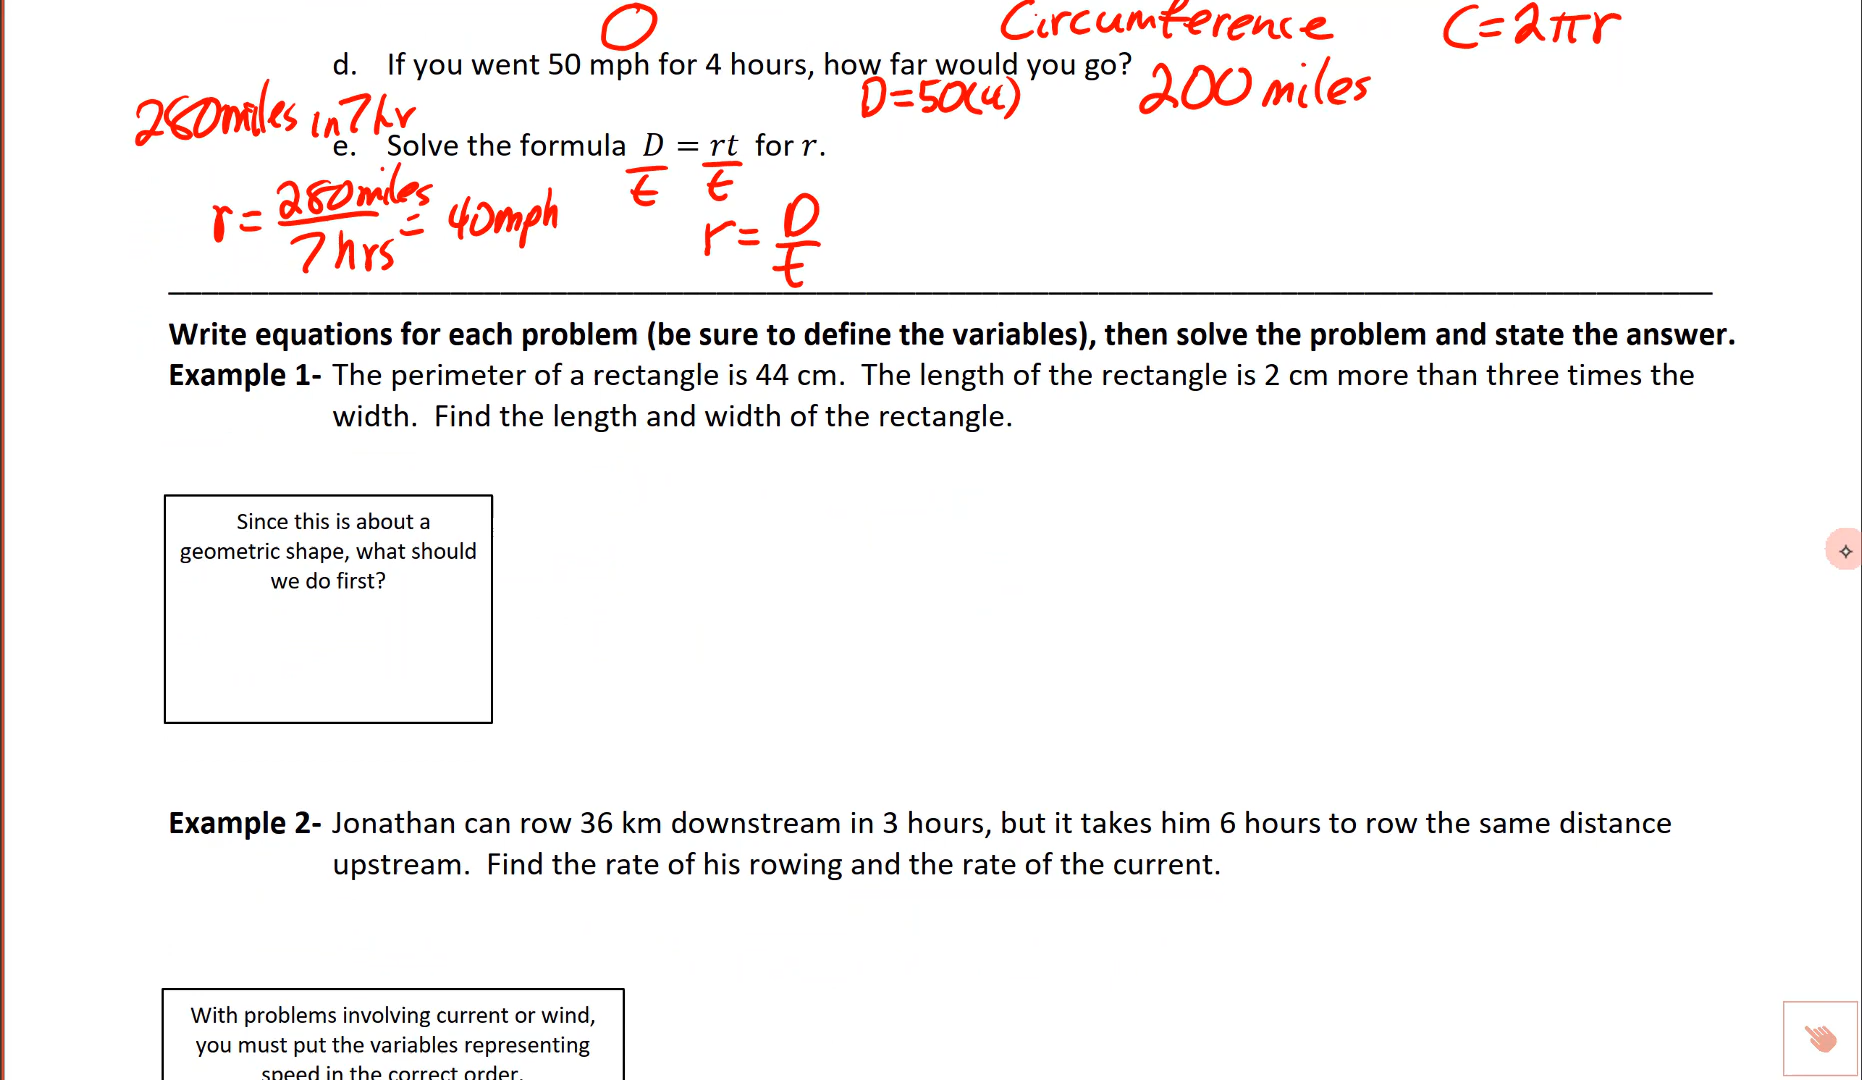 Circumference C=2πr
d. If you went 50 mph for 4 hours, how far would you go? 200 miles
280miles in 7hr D=50(4)
e. Solve the formula D = rt for r.
t t
r= 280miles / 7hrs = 40mph r= D / t
Write equations for each problem (be sure to define the variables), then solve the problem and state the answer.
Example 1- The perimeter of a rectangle is 44 cm. The length of the rectangle is 2 cm more than three times the
width. Find the length and width of the rectangle.
Since this is about a
geometric shape, what should
we do first?
Example 2- Jonathan can row 36 km downstream in 3 hours, but it takes him 6 hours to row the same distance
upstream. Find the rate of his rowing and the rate of the current.
With problems involving current or wind,
you must put the variables representing
speed in the correct order.